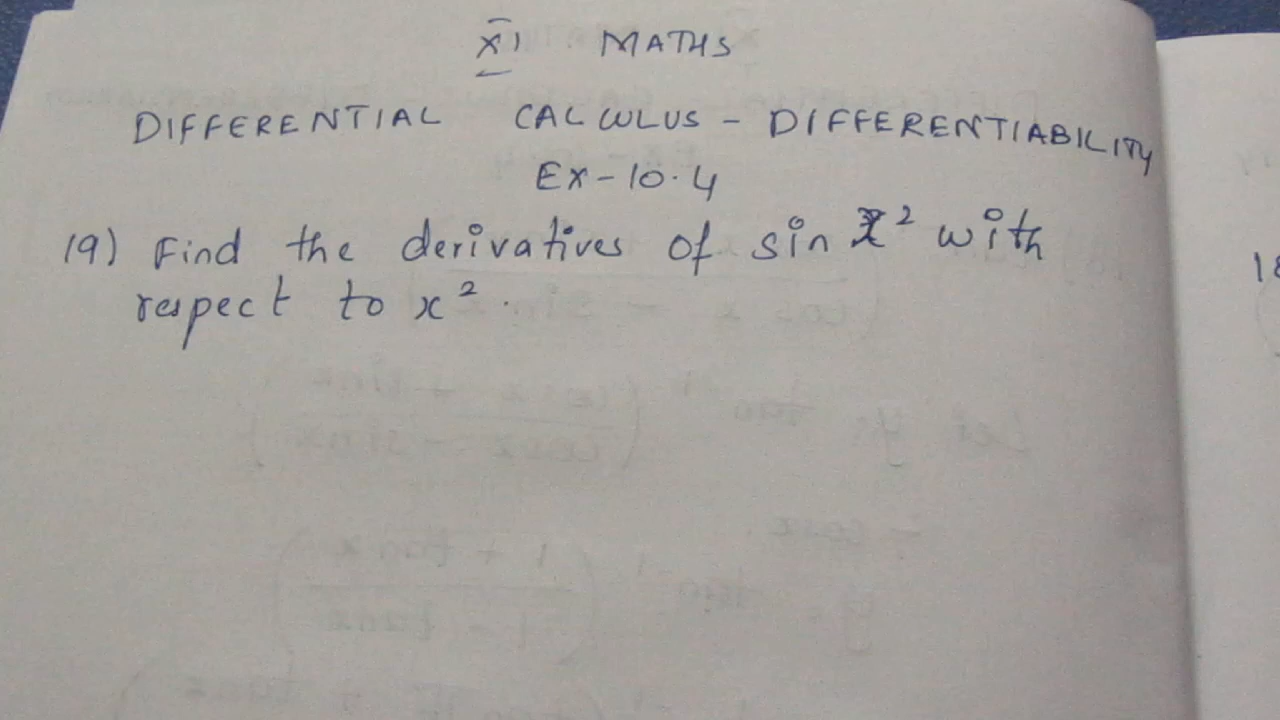 XI MATHS
DIFFERENTIAL CALCULUS - DIFFERENTIABILITY
EX-10.4
19) Find the derivatives of sin x² with
respect to x².
18